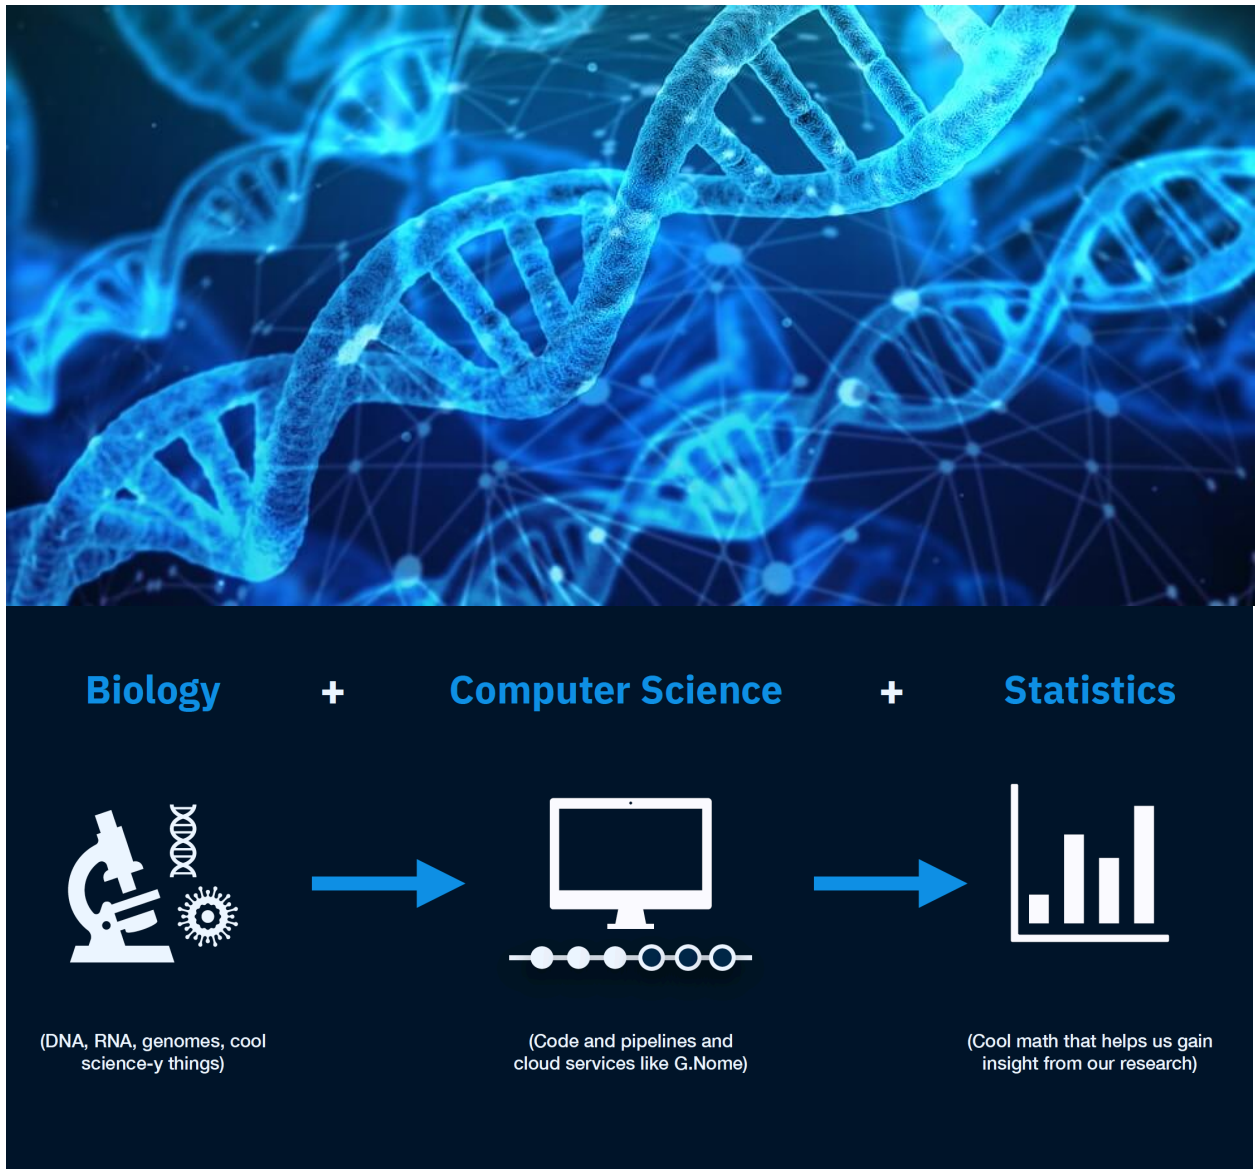 Biology + Computer Science + Statistics
(DNA, RNA, genomes, cool
science-y things)
(Code and pipelines and
cloud services like G.Nome)
(Cool math that helps us gain
insight from our research)